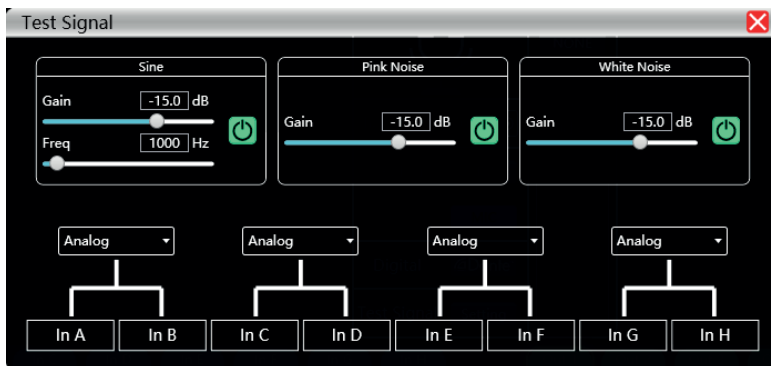 Test Signal
Sine
Gain -15.0 dB
Freq 1000 Hz
Pink Noise
Gain -15.0 dB
White Noise
Gain -15.0 dB
Analog Analog Analog Analog
In A In B In C In D In E In F In G In H